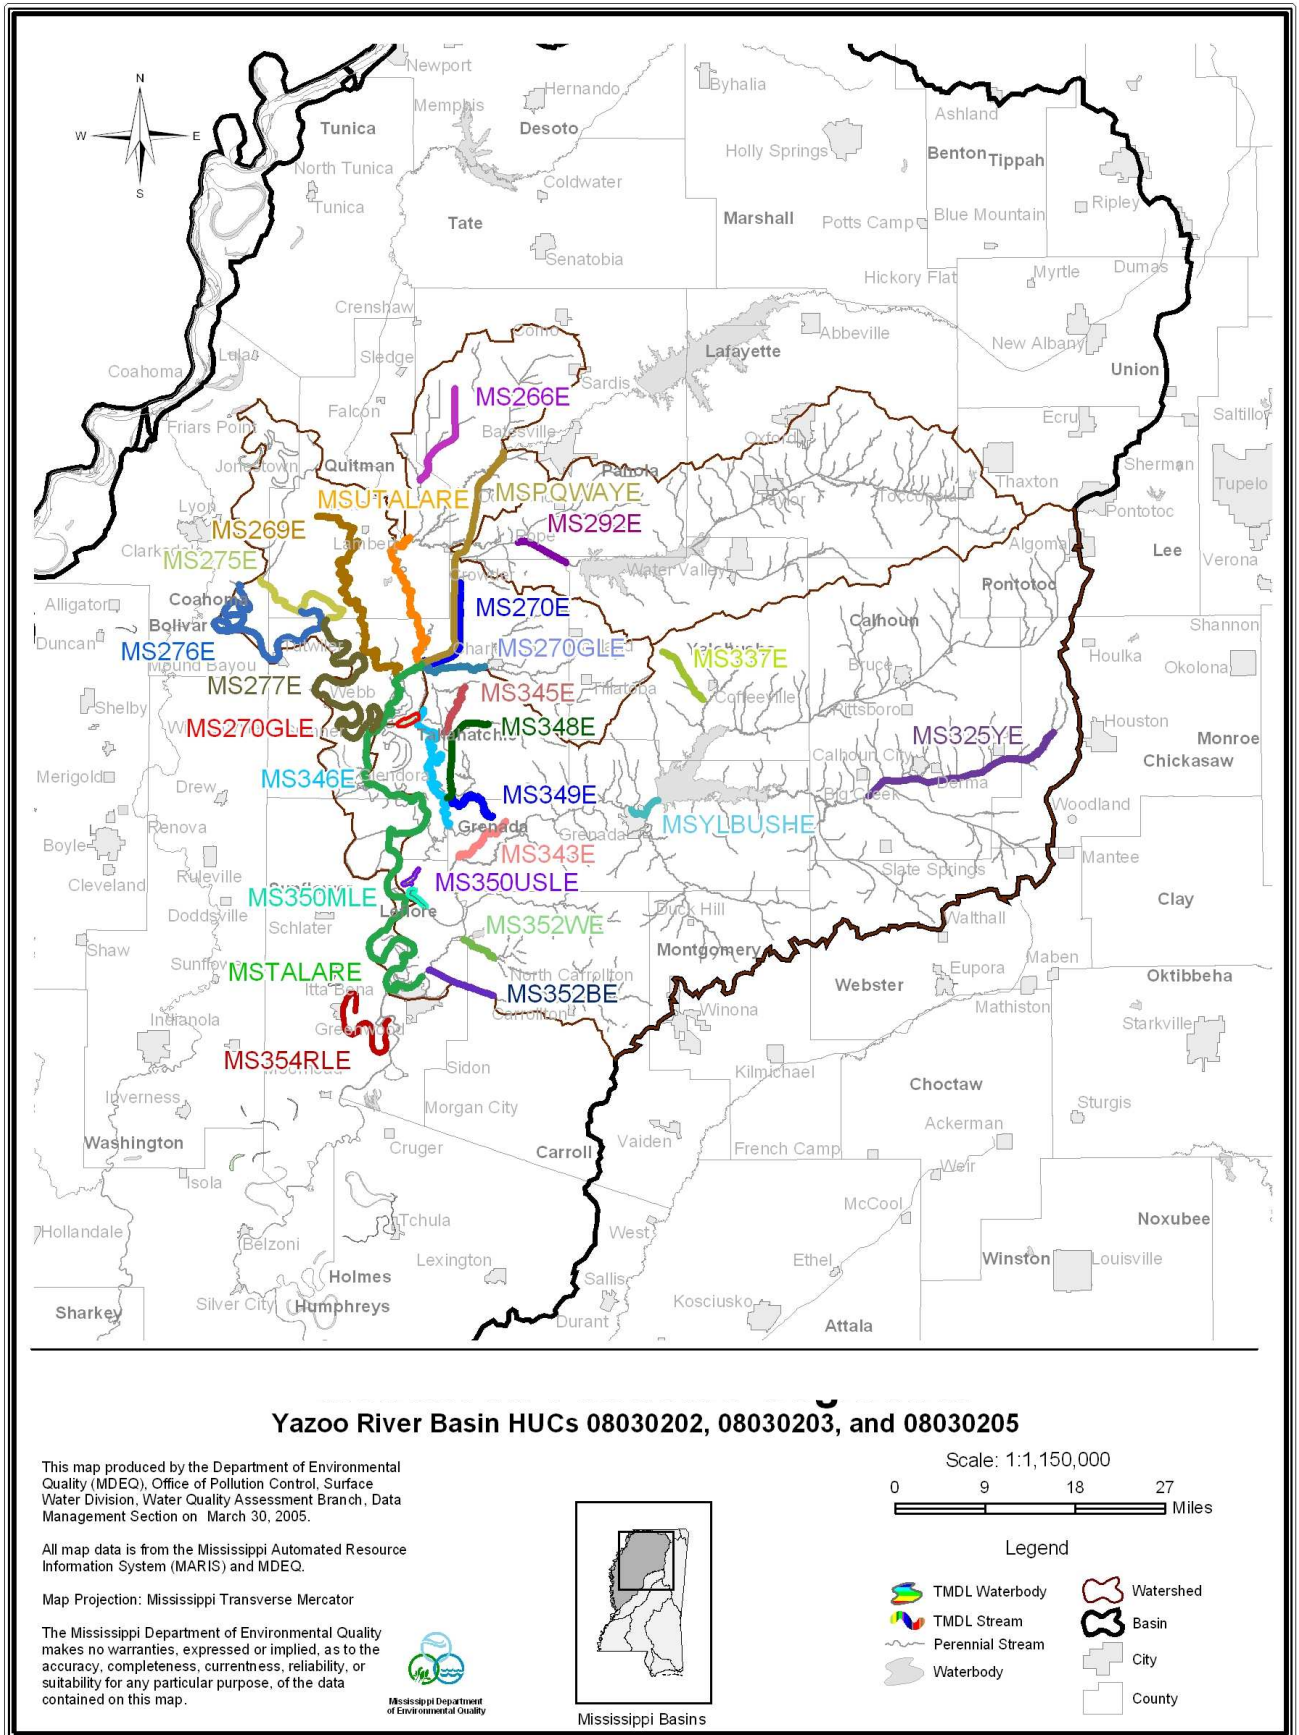 Newport
Hernando
Byhalia
N
Memphis
Ashland
Tunica
Desoto
W
E
Holly Springs
Benton
Tippah
North Tunica
S
Coldwater
Tunica
Ripley
Tate
Marshall
Potts Camp
Blue Mountain
Senatobia
Hickory Flat
Myrtle
Dumas
Crenshaw
Abbeville
New Albany
Lafayette
Sledge
Coahoma
Union
Sardis
MS266E
Falcon
Ecru
Saltillo
Friars Point
Batesville
Oxford
Jonestown
Quitman
Panola
Sherman
Thaxton
Tupelo
MSUTALARE
MSPQWAYE
Lyon
Taylor
Toccopola
Pontotoc
MS269E
MS292E
Pope
Algoma
Lee
MS275E
Water Valley
Verona
Pontotoc
Alligator
Coahoma
MS270E
Bolivar
Calhoun
Shannon
Duncan
MS276E
MS270GLE
MS337E
Houlka
Okolona
Mound Bayou
Bruce
MS277E
Webb
MS345E
Tillatoba
Coffeeville
Shelby
Pittsboro
Houston
MS270GLE
MS348E
MS325YE
Monroe
Calhoun City
Chickasaw
Merigold
MS346E
Glendora
Derma
Drew
MS349E
Big Creek
Woodland
Renova
Grenada
Grenada
MSYLBUSHE
Boyle
MS343E
Mantee
Cleveland
Ruleville
MS350USLE
Slate Springs
MS350MLE
Clay
Doddsville
Leflore
Duck Hill
Walthall
Schlater
MS352WE
Shaw
Montgomery
Maben
MSTALARE
North Carrollton
Eupora
Oktibbeha
Itta Bena
MS352BE
Webster
Mathiston
Carrollton
Winona
Indianola
Greenwood
Starkville
MS354RLE
Sidon
Kilmichael
Choctaw
Inverness
Morgan City
Sturgis
Ackerman
Washington
Cruger
Carroll
Vaiden
French Camp
Weir
Isola
McCool
Tchula
Noxubee
Hollandale
West
Belzoni
Lexington
Ethel
Winston
Louisville
Holmes
Sallis
Sharkey
Silver City
Humphreys
Kosciusko
Durant
Attala
Yazoo River Basin HUCs 08030202, 08030203, and 08030205
This map produced by the Department of Environmental
Quality (MDEQ), Office of Pollution Control, Surface
Water Division, Water Quality Assessment Branch, Data
Management Section on March 30, 2005.
All map data is from the Mississippi Automated Resource
Information System (MARIS) and MDEQ.
Map Projection: Mississippi Transverse Mercator
The Mississippi Department of Environmental Quality
makes no warranties, expressed or implied, as to the
accuracy, completeness, currentness, reliability, or
suitability for any particular purpose, of the data
contained on this map.
Mississippi Department
of Environmental Quality
Mississippi Basins
Scale: 1:1,150,000
0 9 18 27
Miles
Legend
TMDL Waterbody
TMDL Stream
Perennial Stream
Waterbody
Watershed
Basin
City
County